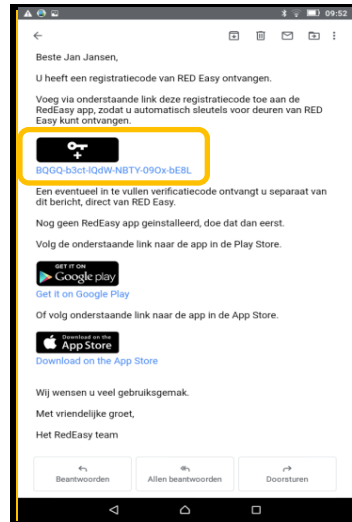 09:52
Beste Jan Jansen,
U heeft een registratiecode van RED Easy ontvangen.
Voeg via onderstaande link deze registratiecode toe aan de
RedEasy app, zodat u automatisch sleutels voor deuren van RED
Easy kunt ontvangen.
BQGQ-b3ct-lQdW-NBTY-09Ox-bE8L
Een eventueel in te vullen verificatiecode ontvangt u separaat van
dit bericht, direct van RED Easy.
Nog geen RedEasy app geinstalleerd, doe dat dan eerst.
Volg de onderstaande link naar de app in de Play Store.
GET IT ON
Google play
Get it on Google Play
Of volg onderstaande link naar de app in de App Store.
Download on the
App Store
Download on the App Store
Wij wensen u veel gebruiksgemak.
Met vriendelijke groet,
Het RedEasy team
Beantwoorden Allen beantwoorden Doorsturen